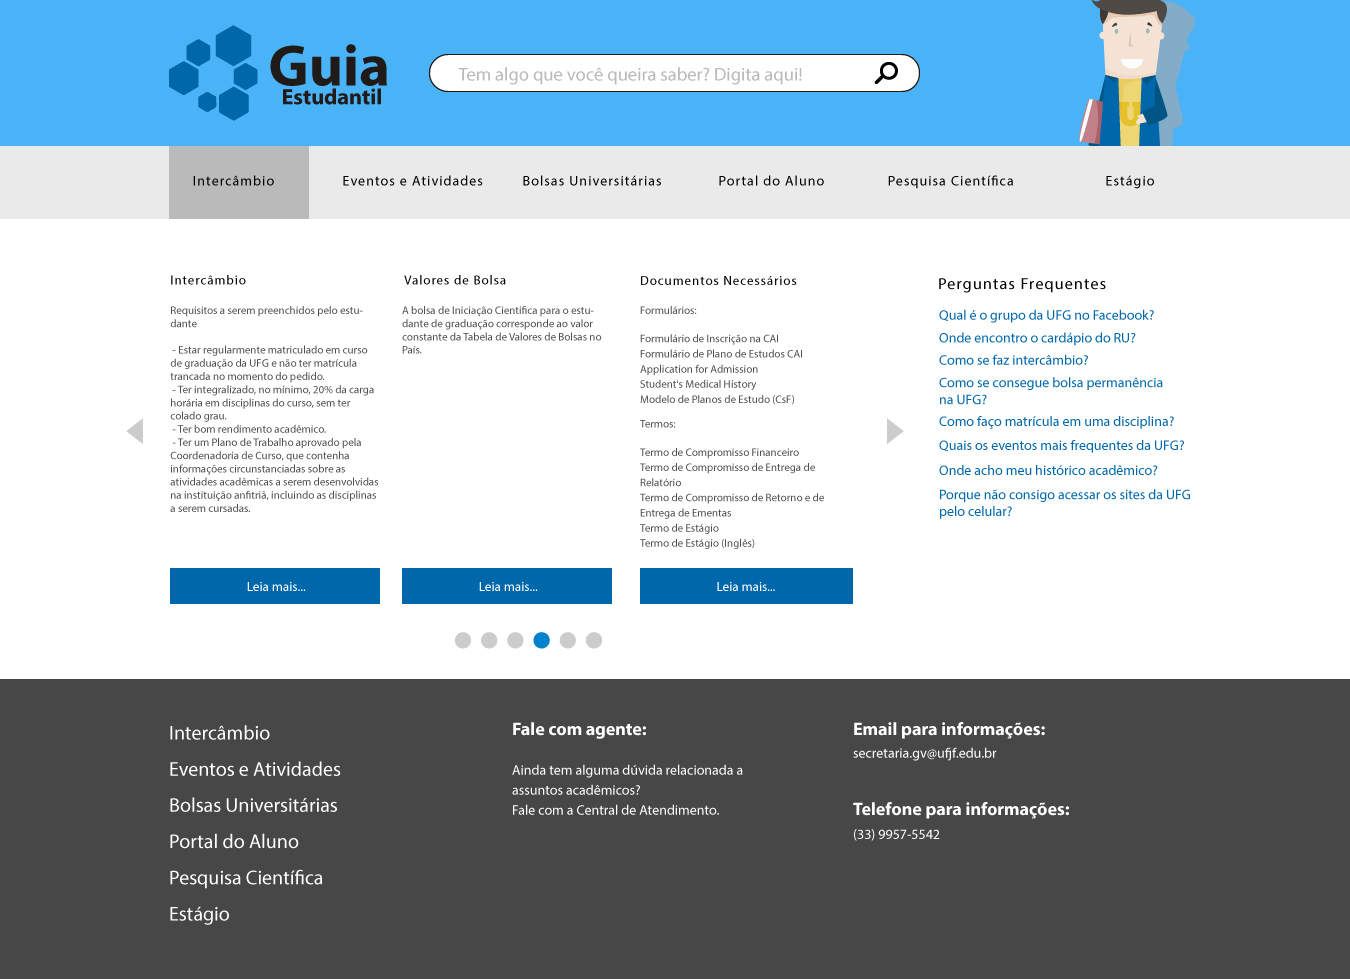 Guia
Estudantil
Tem algo que você queira saber? Digita aqui!
U
Intercâmbio
Eventos e Atividades
Bolsas Universitárias
Portal do Aluno
Pesquisa Científica
Estágio
Intercâmbio
Requisitos a serem preenchidos pelo estu-
dante
- Estar regularmente matriculado em curso
de graduação da UFG e não ter matrícula
trancada no momento do pedido.
- Ter integralizado, no mínimo, 20% da carga
horária em disciplinas do curso, sem ter
colado grau.
- Ter bom rendimento acadêmico.
- Ter um Plano de Trabalho aprovado pela
Coordenadoria de Curso, que contenha
informações circunstanciadas sobre as
atividades acadêmicas a serem desenvolvidas
na instituição anfitriã, incluindo as disciplinas
a serem cursadas.
Leia mais...
Valores de Bolsa
A bolsa de Iniciação Científica para o estu-
dante de graduação corresponde ao valor
constante da Tabela de Valores de Bolsas no
País.
Leia mais...
Documentos Necessários
Formulários:
Formulário de Inscrição na CAI
Formulário de Plano de Estudos CAI
Application for Admission
Student's Medical History
Modelo de Planos de Estudo (CsF)
Termos:
Termo de Compromisso Financeiro
Termo de Compromisso de Entrega de
Relatório
Termo de Compromisso de Retorno e de
Entrega de Ementas
Termo de Estágio
Termo de Estágio (Inglês)
Leia mais...
Perguntas Frequentes
Qual é o grupo da UFG no Facebook?
Onde encontro o cardápio do RU?
Como se faz intercâmbio?
Como se consegue bolsa permanência
na UFG?
Como faço matrícula em uma disciplina?
Quais os eventos mais frequentes da UFG?
Onde acho meu histórico acadêmico?
Porque não consigo acessar os sites da UFG
pelo celular?
Intercâmbio
Eventos e Atividades
Bolsas Universitárias
Portal do Aluno
Pesquisa Científica
Estágio
Fale com agente:
Ainda tem alguma dúvida relacionada a
assuntos acadêmicos?
Fale com a Central de Atendimento.
Email para informações:
secretaria.gv@ufjf.edu.br
Telefone para informações:
(33) 9957-5542